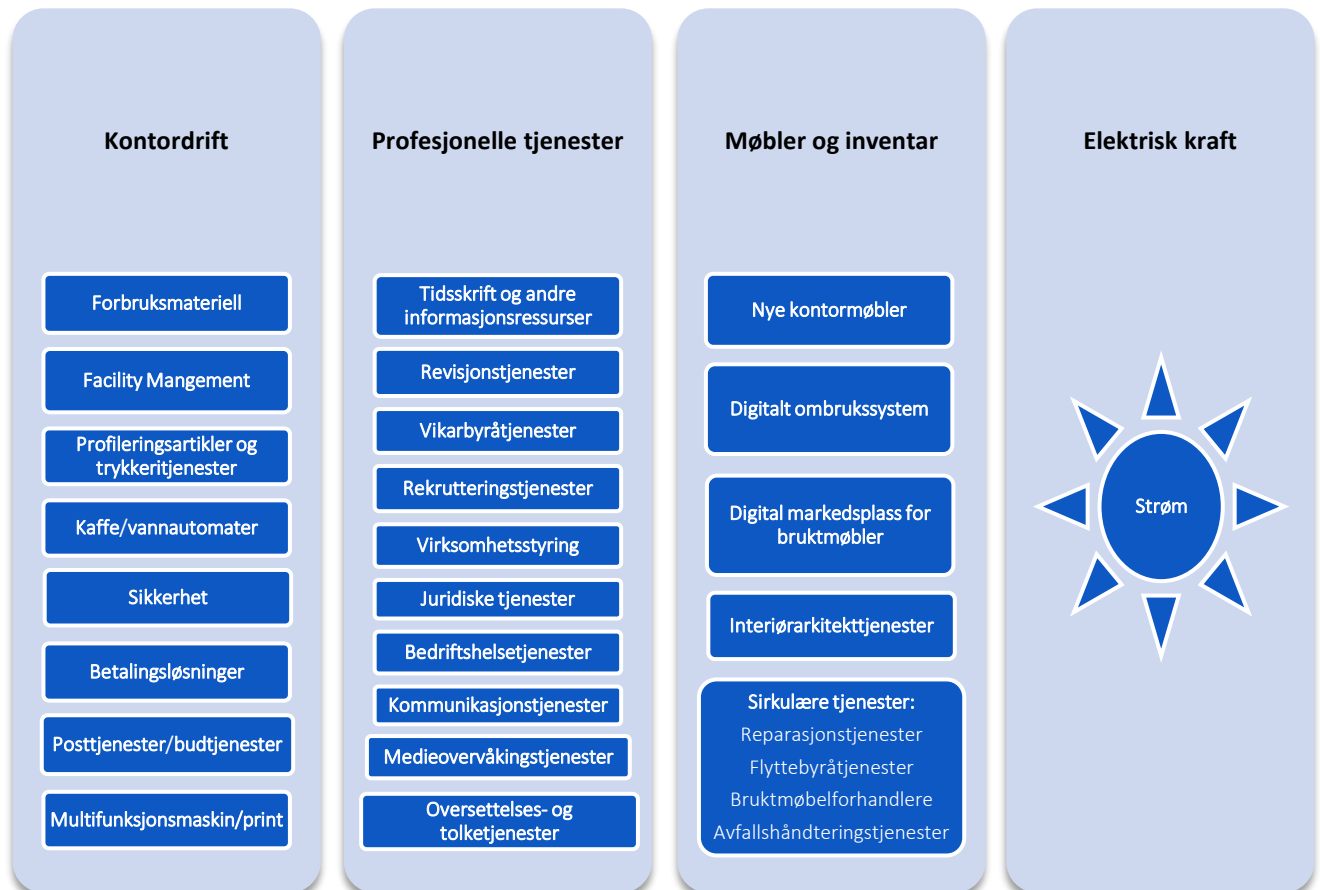 Kontordrift
Forbruksmateriell
Facility Mangement
Profileringsartikler og
trykkeritjenester
Kaffe/vannautomater
Sikkerhet
Betalingsløsninger
Posttjenester/budtjenester
Multifunksjonsmaskin/print
Profesjonelle tjenester
Tidsskrift og andre
informasjonsressurser
Revisjonstjenester
Vikarbyråtjenester
Rekrutteringstjenester
Virksomhetsstyring
Juridiske tjenester
Bedriftshelsetjenester
Kommunikasjonstjenester
Medieovervåkingstjenester
Oversettelses- og
tolketjenester
Møbler og inventar
Nye kontormøbler
Digitalt ombrukssystem
Digital markedsplass for
bruktmøbler
Interiørarkitekttjenester
Sirkulære tjenester:
Reparasjonstjenester
Flyttebyråtjenester
Bruktmøbelforhandlere
Avfallshåndteringstjenester
Elektrisk kraft
Strøm